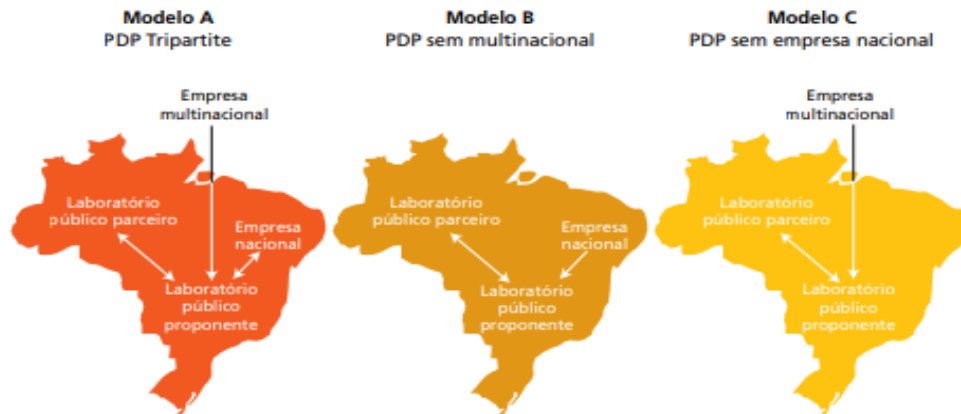 Modelo A
PDP Tripartite
Empresa
multinacional
Laboratório
público parceiro
Empresa
nacional
Laboratório
público
proponente
Modelo B
PDP sem multinacional
Laboratório
público parceiro
Empresa
nacional
Laboratório
público
proponente
Modelo C
PDP sem empresa nacional
Empresa
multinacional
Laboratório
público parceiro
Laboratório
público
proponente